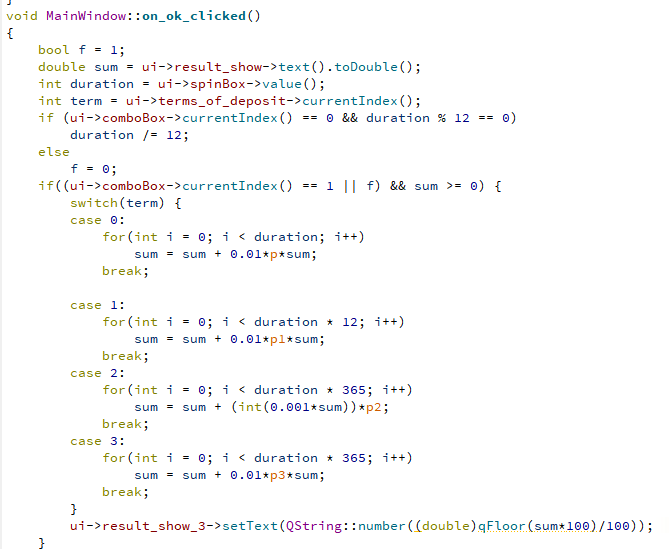 void MainWindow::on_ok_clicked()
{
    bool f = 1;
    double sum = ui->result_show->text().toDouble();
    int duration = ui->spinBox->value();
    int term = ui->terms_of_deposit->currentIndex();
    if (ui->comboBox->currentIndex() == 0 && duration % 12 == 0)
        duration /= 12;
    else
        f = 0;
    if((ui->comboBox->currentIndex() == 1 || f) && sum >= 0) {
        switch(term) {
        case 0:
            for(int i = 0; i < duration; i++)
                sum = sum + 0.01*p*sum;
            break;

        case 1:
            for(int i = 0; i < duration * 12; i++)
                sum = sum + 0.01*p1*sum;
            break;
        case 2:
            for(int i = 0; i < duration * 365; i++)
                sum = sum + (int(0.001*sum))*p2;
            break;
        case 3:
            for(int i = 0; i < duration * 365; i++)
                sum = sum + 0.01*p3*sum;
            break;
        }
        ui->result_show_3->setText(QString::number((double)qFloor(sum*100)/100));
    }